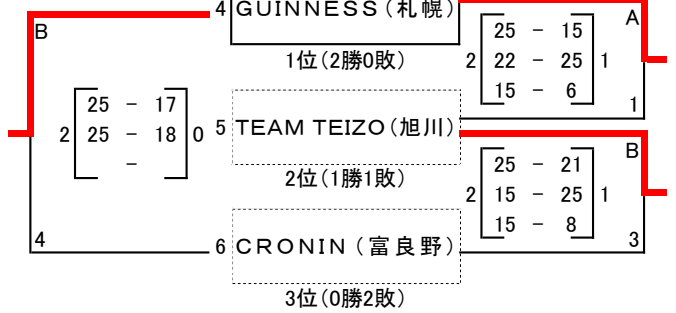 4 GUINNESS(札幌)
B
A
1位(2勝0敗)
25 - 15
2 22 - 25 1
15 - 6
1
25 - 17
2 25 - 18 0
-
5 TEAM TEIZO(旭川)
B
2位(1勝1敗)
25 - 21
2 15 - 25 1
15 - 8
4
3
6 CRONIN(富良野)
3位(0勝2敗)